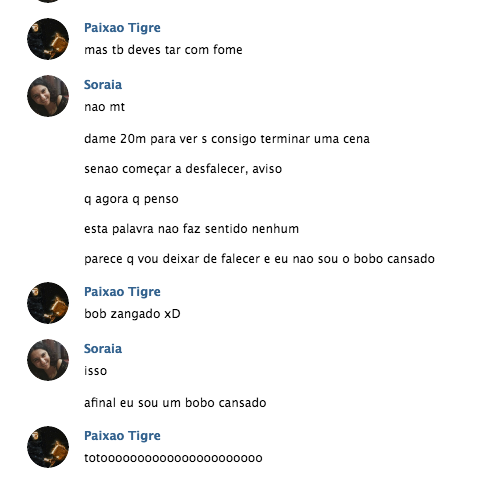 Paixao Tigre
mas tb deves tar com fome
Soraia
nao mt
dame 20m para ver s consigo terminar uma cena
senao começar a desfalecer, aviso
q agora q penso
esta palavra nao faz sentido nenhum
parece q vou deixar de falecer e eu nao sou o bobo cansado
Paixao Tigre
bob zangado xD
Soraia
isso
afinal eu sou um bobo cansado
Paixao Tigre
totooooooooooooooooooooooo